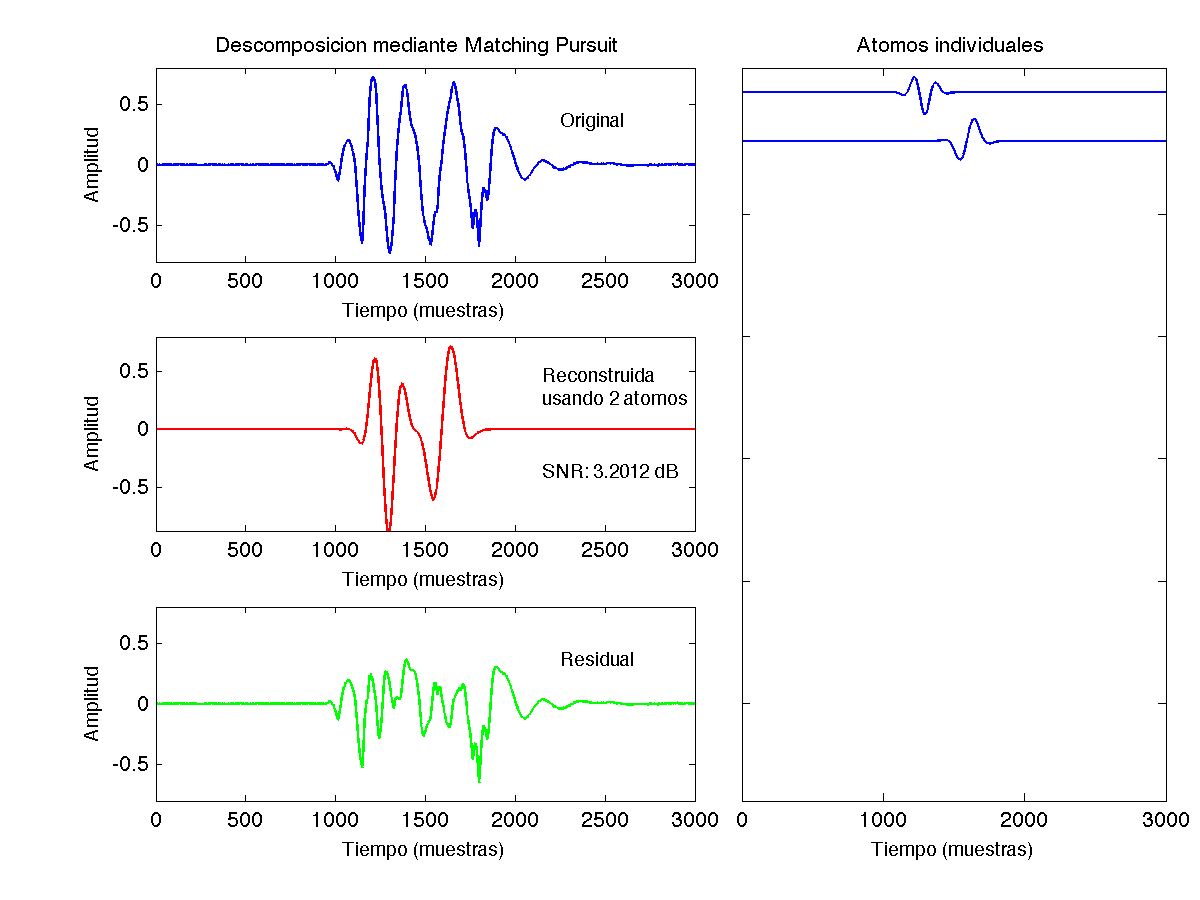 Descomposicion mediante Matching Pursuit
Amplitud
0.5
0
-0.5
Original
0 500 1000 1500 2000 2500 3000
Tiempo (muestras)
Amplitud
0.5
0
-0.5
Reconstruida
usando 2 atomos
SNR: 3.2012 dB
0 500 1000 1500 2000 2500 3000
Tiempo (muestras)
Amplitud
0.5
0
-0.5
Residual
0 500 1000 1500 2000 2500 3000
Tiempo (muestras)
Atomos individuales
0 1000 2000 3000
Tiempo (muestras)